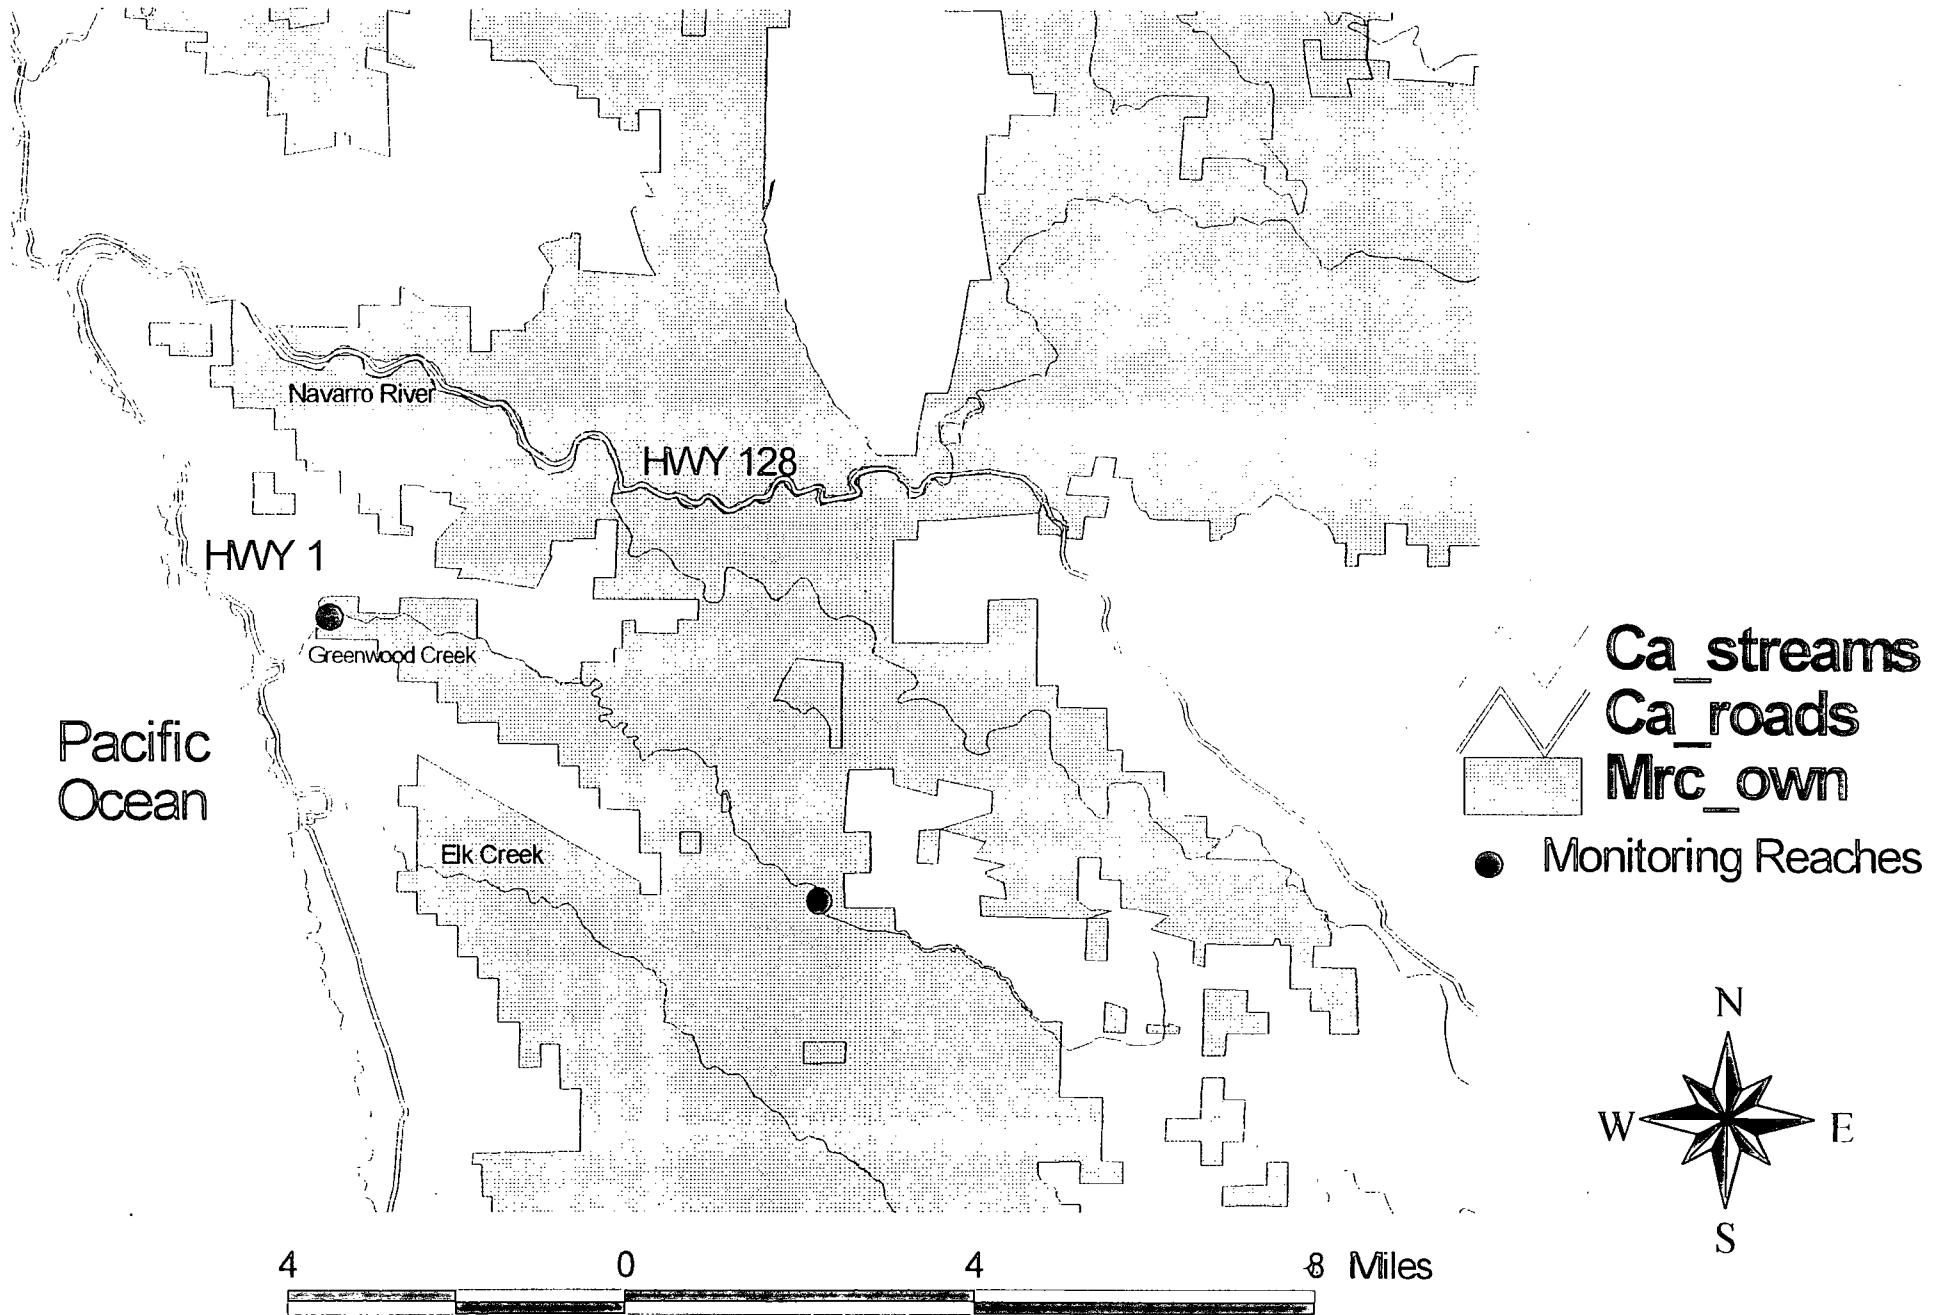 Navarro River
HWY 128
HWY 1
Greenwood Creek
Pacific
Ocean
Elk Creek
Ca_streams
Ca_roads
Mrc_own
Monitoring Reaches
N
W E
S
4 0 4 8 Miles